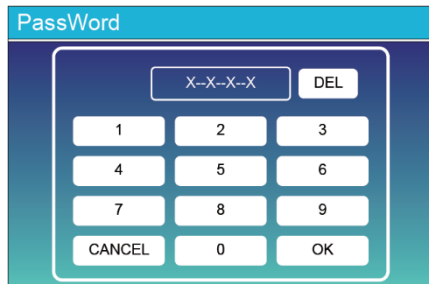 PassWord
X--X--X--X DEL
1 2 3
4 5 6
7 8 9
CANCEL 0 OK